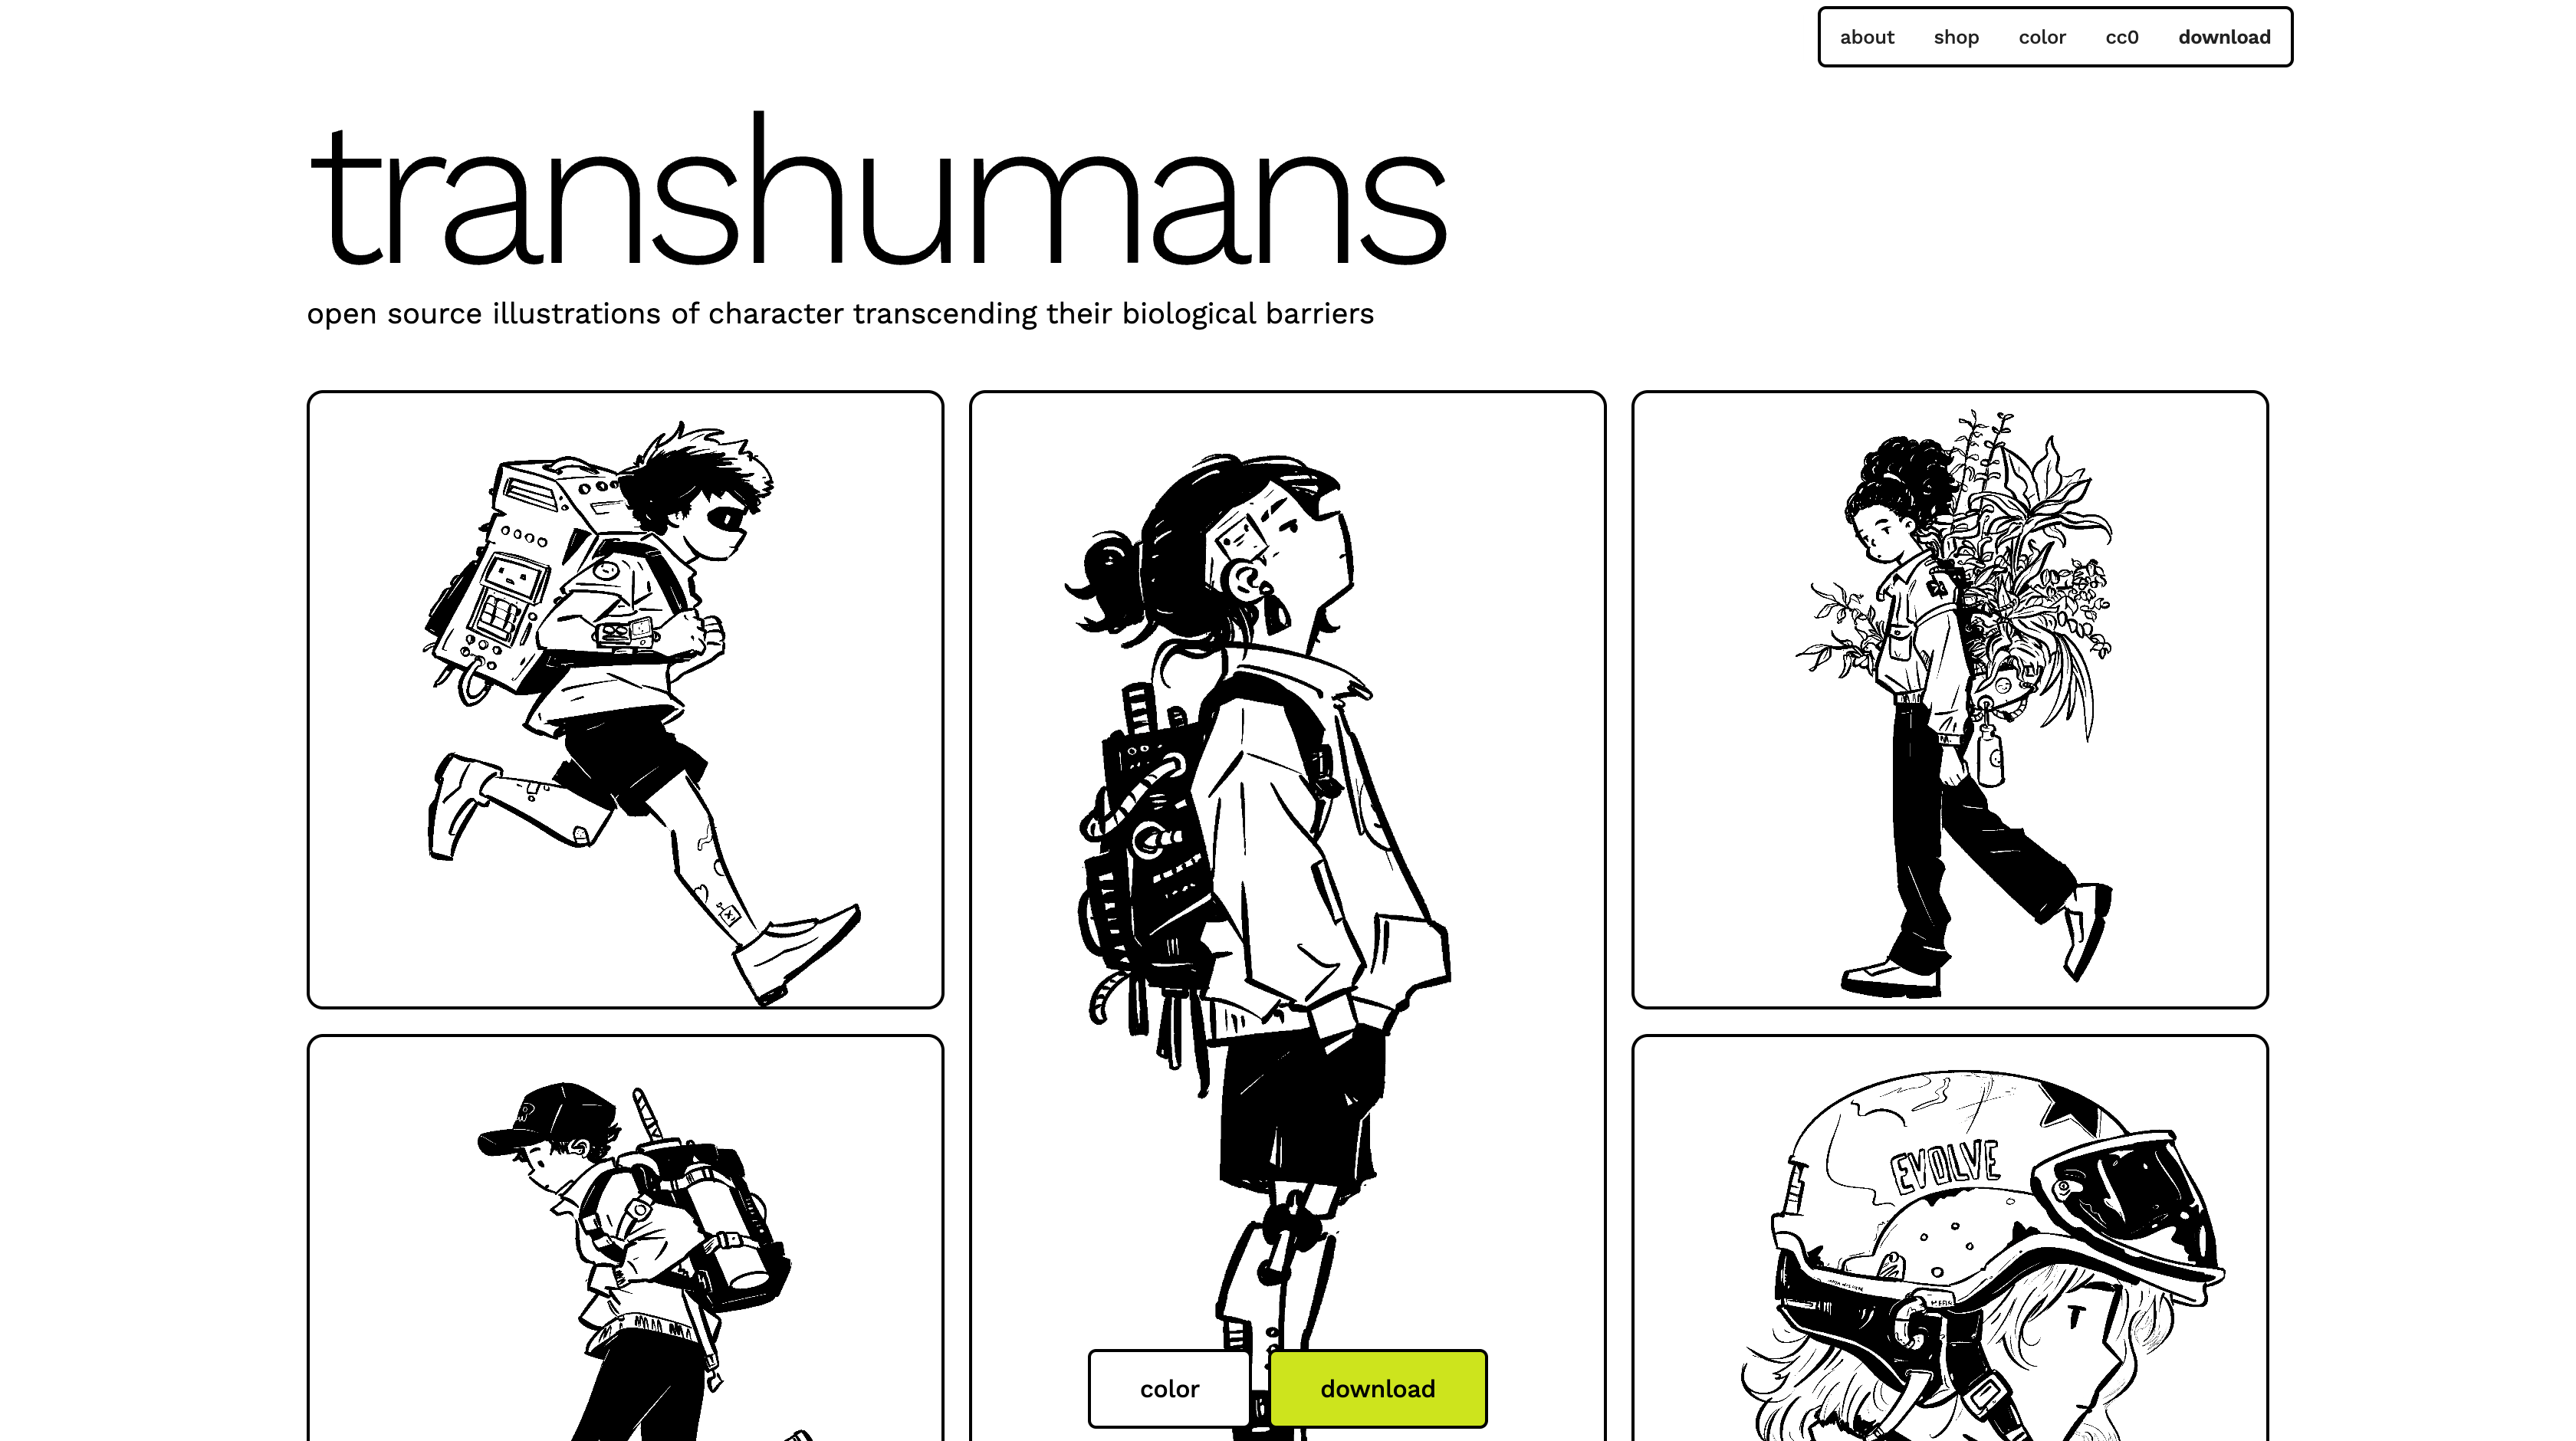 about shop color cc0 download
transhumans
open source illustrations of character transcending their biological barriers
EVOLVE
color
download